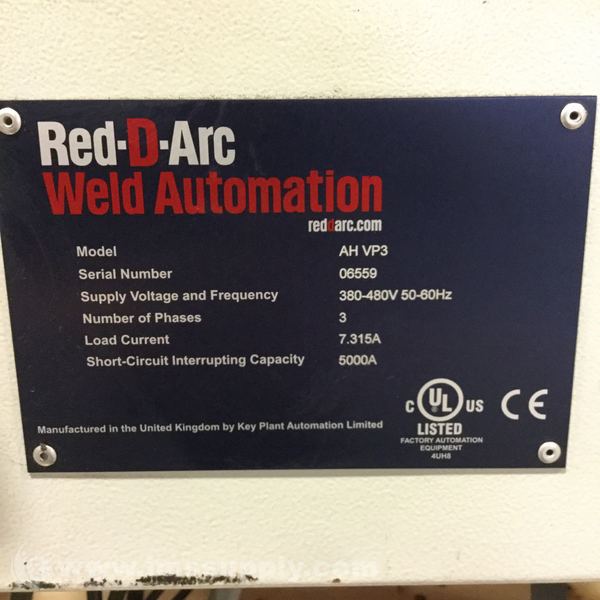 Red-D-Arc
Weld Automation
reddarc.com
Model AH VP3
Serial Number 06559
Supply Voltage and Frequency 380-480V 50-60Hz
Number of Phases 3
Load Current 7.315A
Short-Circuit Interrupting Capacity 5000A
C UL US CE
LISTED
FACTORY AUTOMATION
EQUIPMENT
4UH8
Manufactured in the United Kingdom by Key Plant Automation Limited